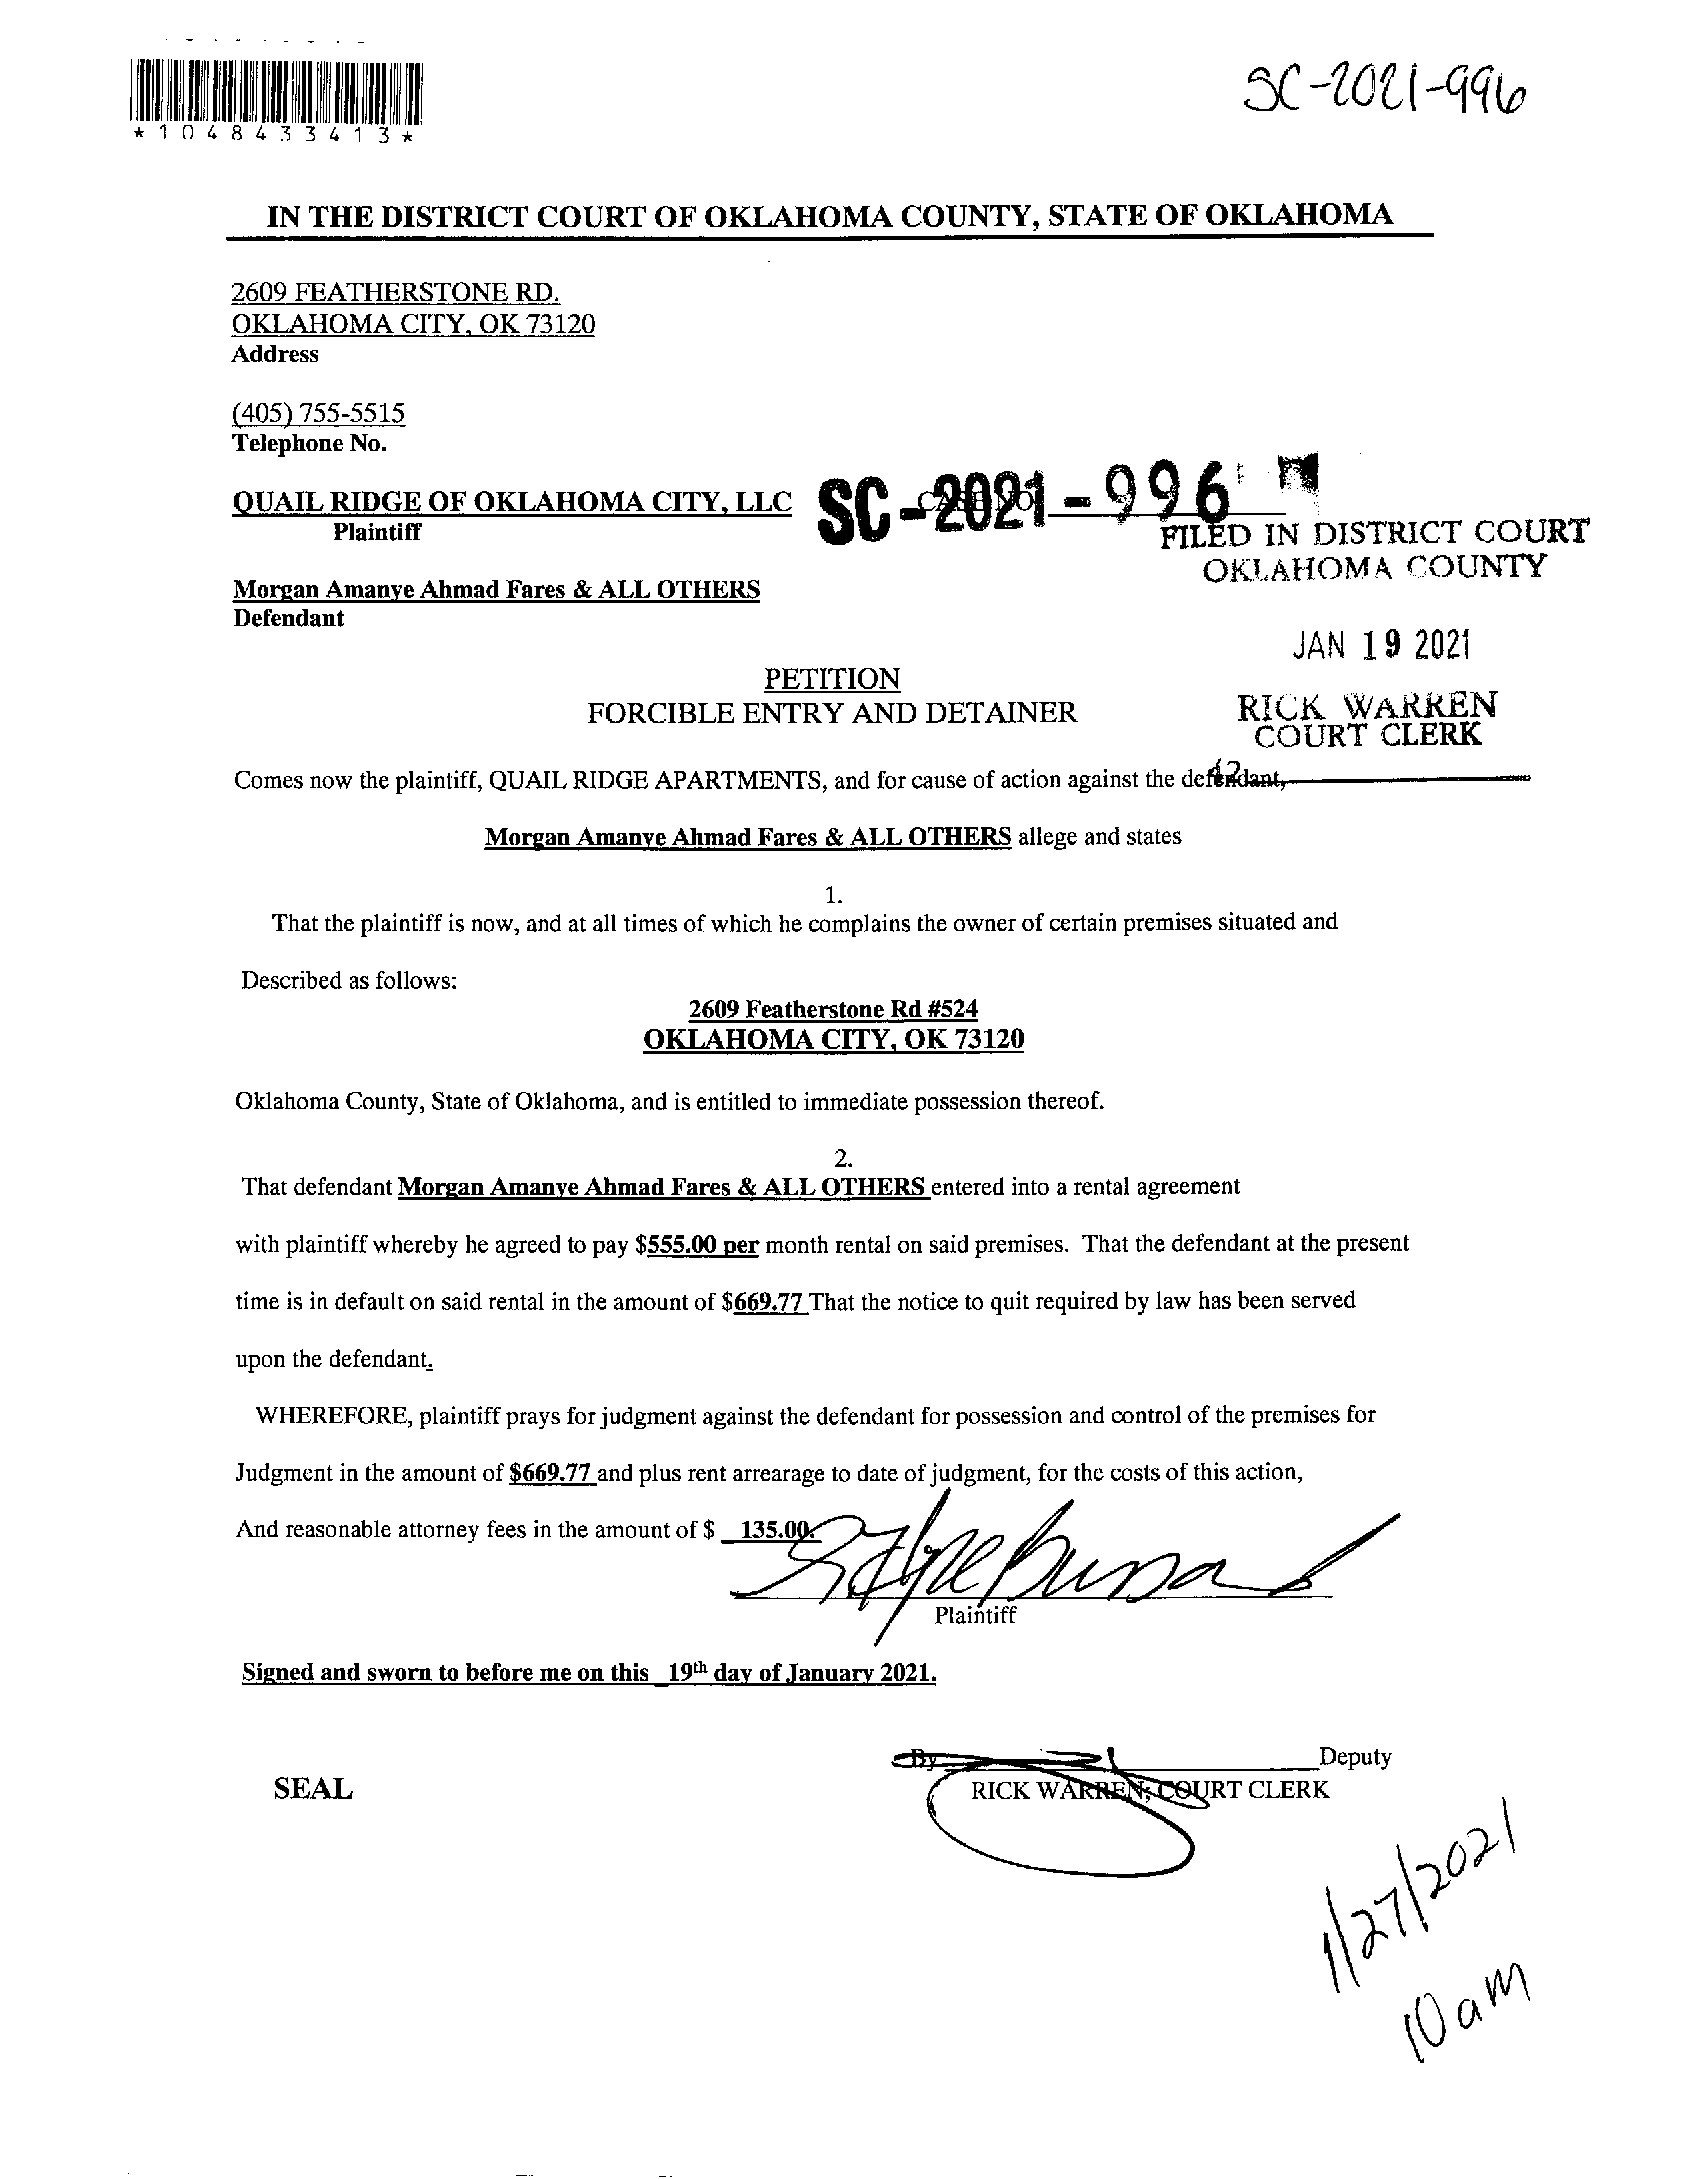 SC-2021-996
*1048433413*
IN THE DISTRICT COURT OF OKLAHOMA COUNTY, STATE OF OKLAHOMA
2609 FEATHERSTONE RD.
OKLAHOMA CITY, OK 73120
Address
(405) 755-5515
Telephone No.
QUAIL RIDGE OF OKLAHOMA CITY, LLC CASE NO. SC-2021-996
Plaintiff
FILED IN DISTRICT COURT
OKLAHOMA COUNTY
Morgan Amanye Ahmad Fares & ALL OTHERS
Defendant
JAN 19 2021
PETITION
FORCIBLE ENTRY AND DETAINER
RICK WARREN
COURT CLERK
42
Comes now the plaintiff, QUAIL RIDGE APARTMENTS, and for cause of action against the defendant,
Morgan Amanye Ahmad Fares & ALL OTHERS allege and states
1.
That the plaintiff is now, and at all times of which he complains the owner of certain premises situated and
Described as follows:
2609 Featherstone Rd #524
OKLAHOMA CITY, OK 73120
Oklahoma County, State of Oklahoma, and is entitled to immediate possession thereof.
2.
That defendant Morgan Amanye Ahmad Fares & ALL OTHERS entered into a rental agreement
with plaintiff whereby he agreed to pay $555.00 per month rental on said premises. That the defendant at the present
time is in default on said rental in the amount of $669.77 That the notice to quit required by law has been served
upon the defendant.
WHEREFORE, plaintiff prays for judgment against the defendant for possession and control of the premises for
Judgment in the amount of $669.77 and plus rent arrearage to date of judgment, for the costs of this action,
And reasonable attorney fees in the amount of $ 135.00.
Plaintiff
Signed and sworn to before me on this 19th day of January 2021.
By Deputy
SEAL
RICK WARREN, COURT CLERK
1/27/2021
10 am